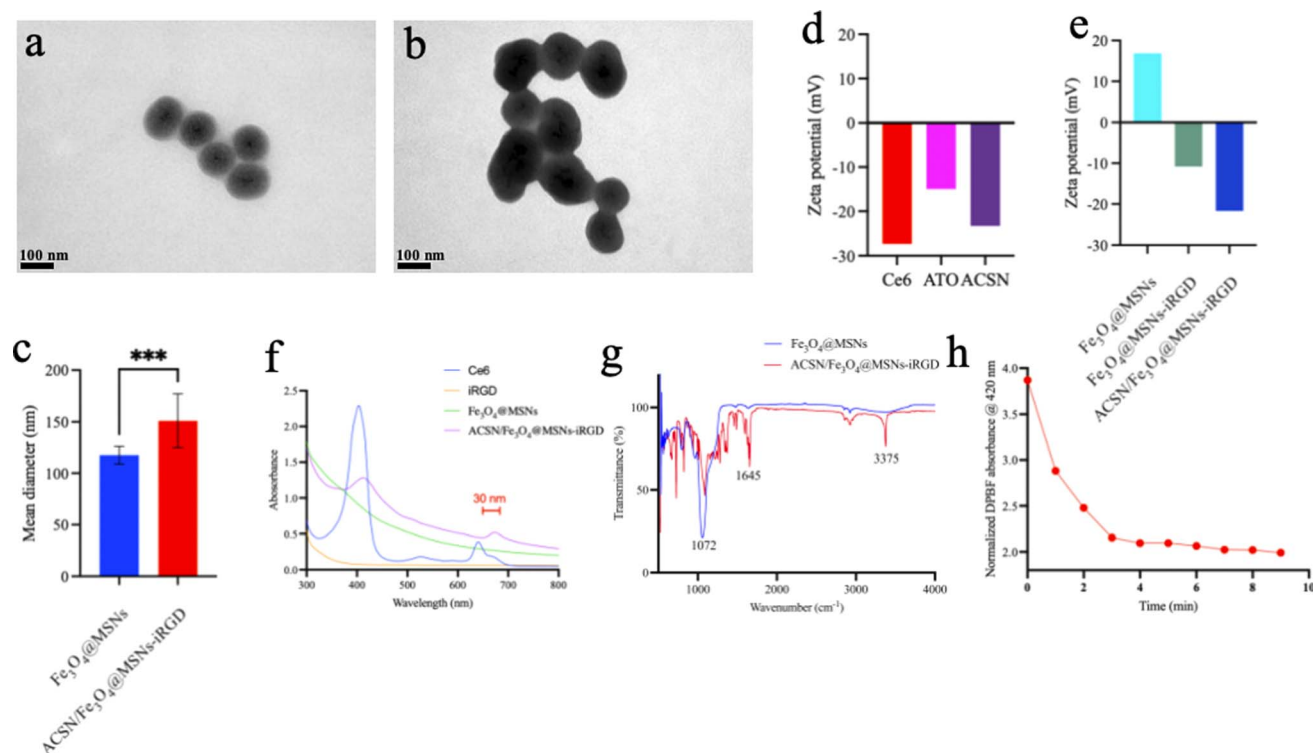 a
100 nm
b
100 nm
d
20
10
0
-10
-20
-30
Zeta potential (mV)
Ce6 ATO ACSN
e
20
10
0
-10
-20
-30
Zeta potential (mV)
Fe₃O₄@MSNs
Fe₃O₄@MSNs-iRGD
ACSN/Fe₃O₄@MSNs-iRGD
c
***
200
150
100
50
0
Mean diameter (nm)
Fe₃O₄@MSNs
ACSN/Fe₃O₄@MSNs-iRGD
f
Ce6
iRGD
Fe₃O₄@MSNs
ACSN/Fe₃O₄@MSNs-iRGD
2.5
2.0
1.5
1.0
0.5
0.0
Abosorbance
30 nm
300 400 500 600 700 800
Wavelength (nm)
g
Fe₃O₄@MSNs
ACSN/Fe₃O₄@MSNs-iRGD
100
50
0
Transmittance (%)
1072
1645
3375
1000 2000 3000 4000
Wavenumber (cm⁻¹)
h
4.0
3.5
3.0
2.5
2.0
Normalized DPBF absorbance @ 420 nm
0 2 4 6 8 10
Time (min)